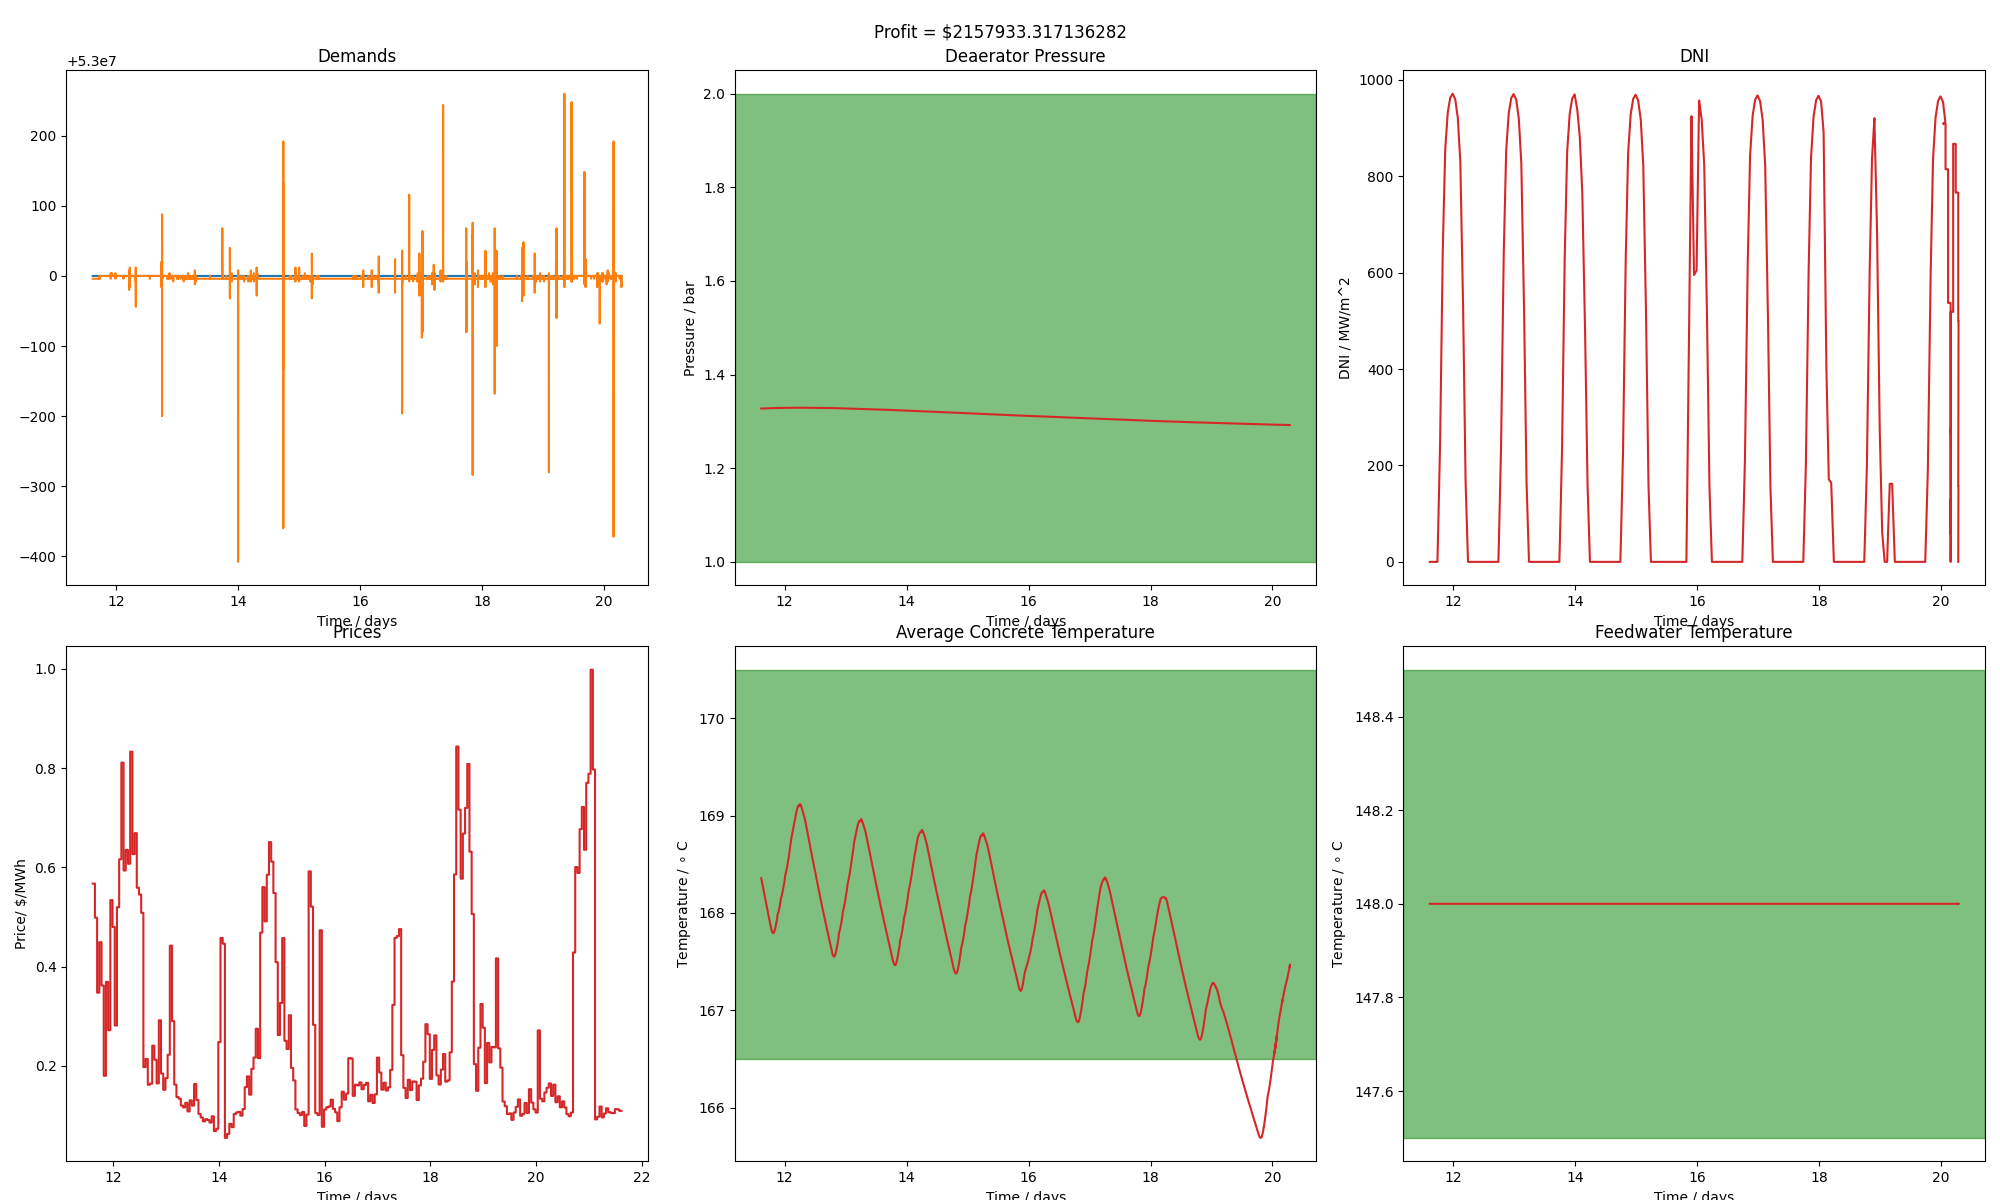 Profit = $2157933.317136282
Demands
+5.3e7
200
100
0
−100
−200
−300
−400
12 14 16 18 20
Time / days
Deaerator Pressure
Pressure / bar
2.0
1.8
1.6
1.4
1.2
1.0
12 14 16 18 20
Time / days
DNI
DNI / MW/m^2
1000
800
600
400
200
0
12 14 16 18 20
Time / days
Prices
Price/ $/MWh
1.0
0.8
0.6
0.4
0.2
12 14 16 18 20 22
Time / days
Average Concrete Temperature
Temperature / ∘ C
170
169
168
167
166
12 14 16 18 20
Time / days
Feedwater Temperature
Temperature / ∘ C
148.4
148.2
148.0
147.8
147.6
12 14 16 18 20
Time / days